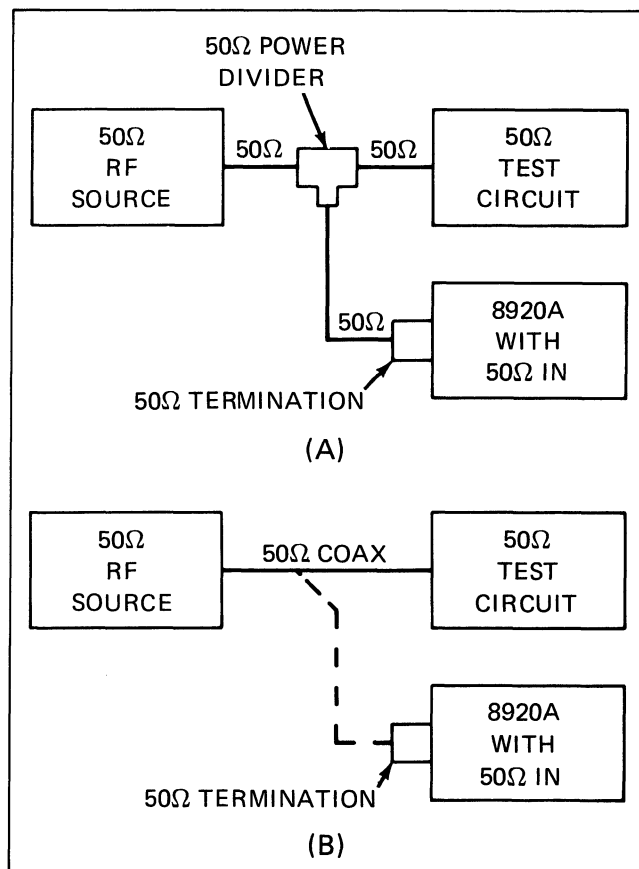 50Ω POWER
DIVIDER
50Ω
RF
SOURCE
50Ω
50Ω
50Ω
TEST
CIRCUIT
50Ω
8920A
WITH
50Ω IN
50Ω TERMINATION
(A)
50Ω
RF
SOURCE
50Ω COAX
50Ω
TEST
CIRCUIT
8920A
WITH
50Ω IN
50Ω TERMINATION
(B)